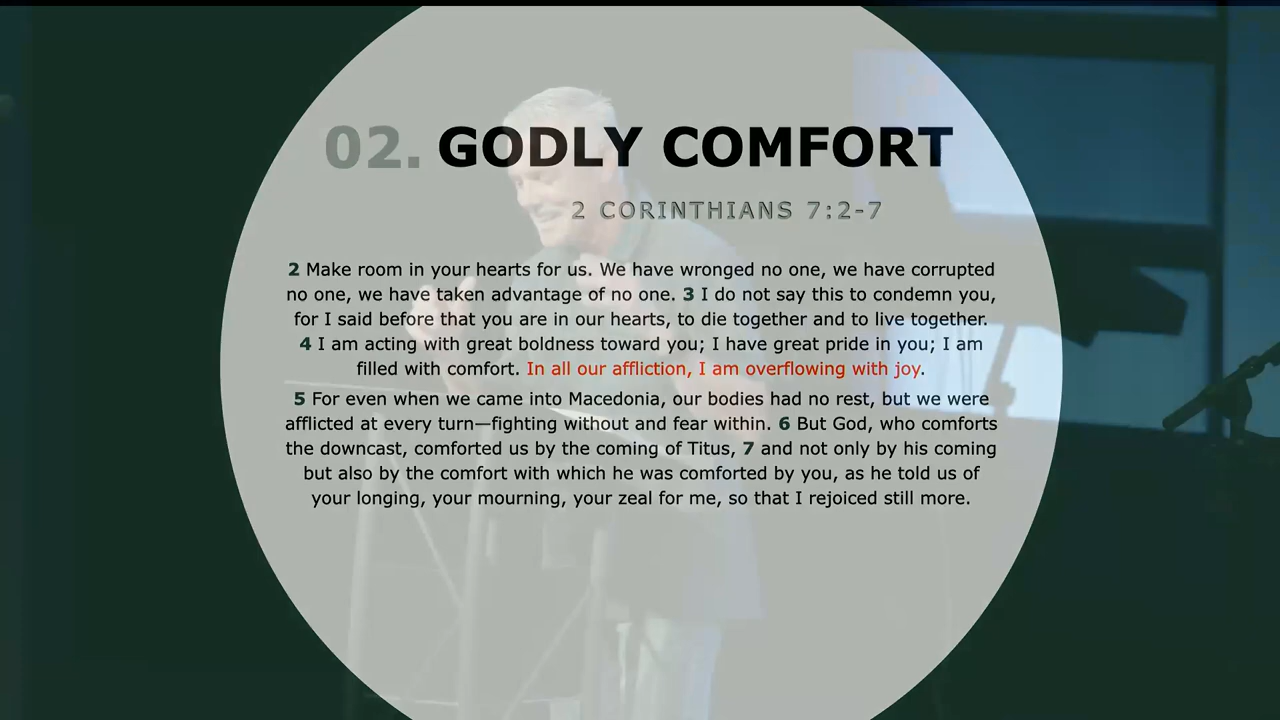 02. GODLY COMFORT
2 CORINTHIANS 7:2-7
2 Make room in your hearts for us. We have wronged no one, we have corrupted
no one, we have taken advantage of no one. 3 I do not say this to condemn you,
for I said before that you are in our hearts, to die together and to live together.
4 I am acting with great boldness toward you; I have great pride in you; I am
filled with comfort. In all our affliction, I am overflowing with joy.
5 For even when we came into Macedonia, our bodies had no rest, but we were
afflicted at every turn—fighting without and fear within. 6 But God, who comforts
the downcast, comforted us by the coming of Titus, 7 and not only by his coming
but also by the comfort with which he was comforted by you, as he told us of
your longing, your mourning, your zeal for me, so that I rejoiced still more.